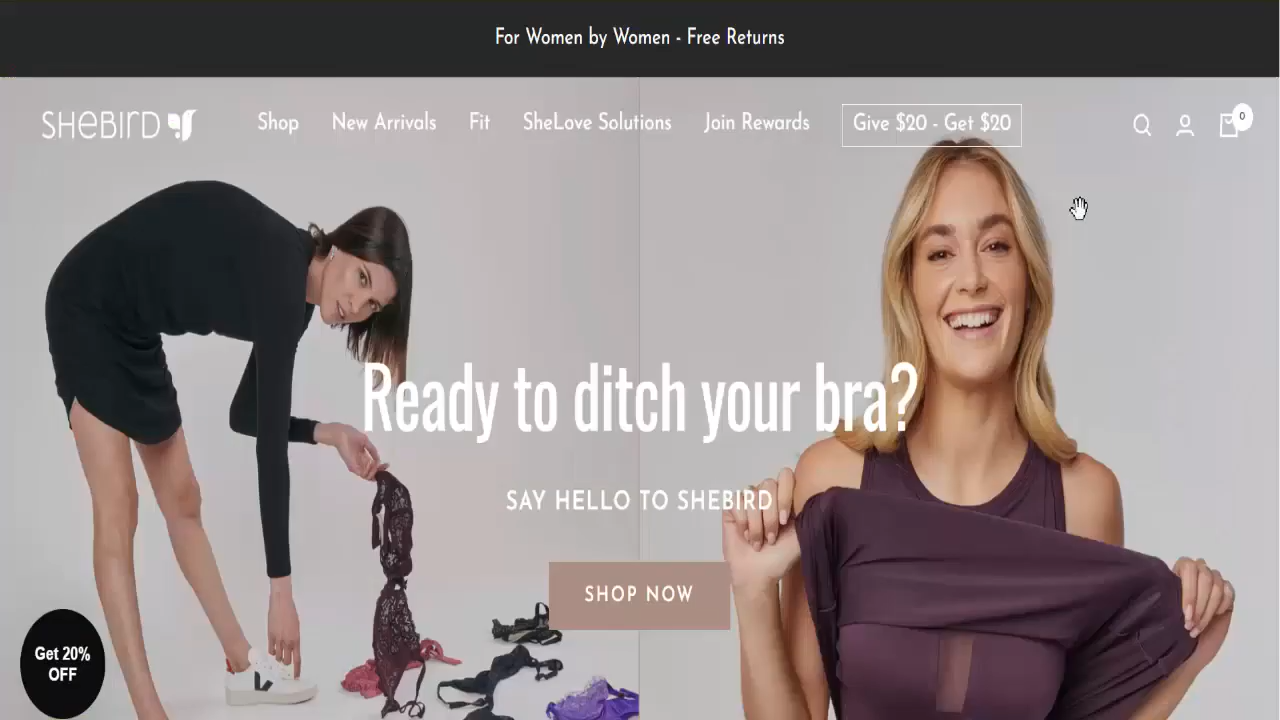 For Women by Women - Free Returns
SHEBIRD
Shop
New Arrivals
Fit
SheLove Solutions
Join Rewards
Give $20 - Get $20
0
Ready to ditch your bra?
SAY HELLO TO SHEBIRD
SHOP NOW
Get 20%
OFF